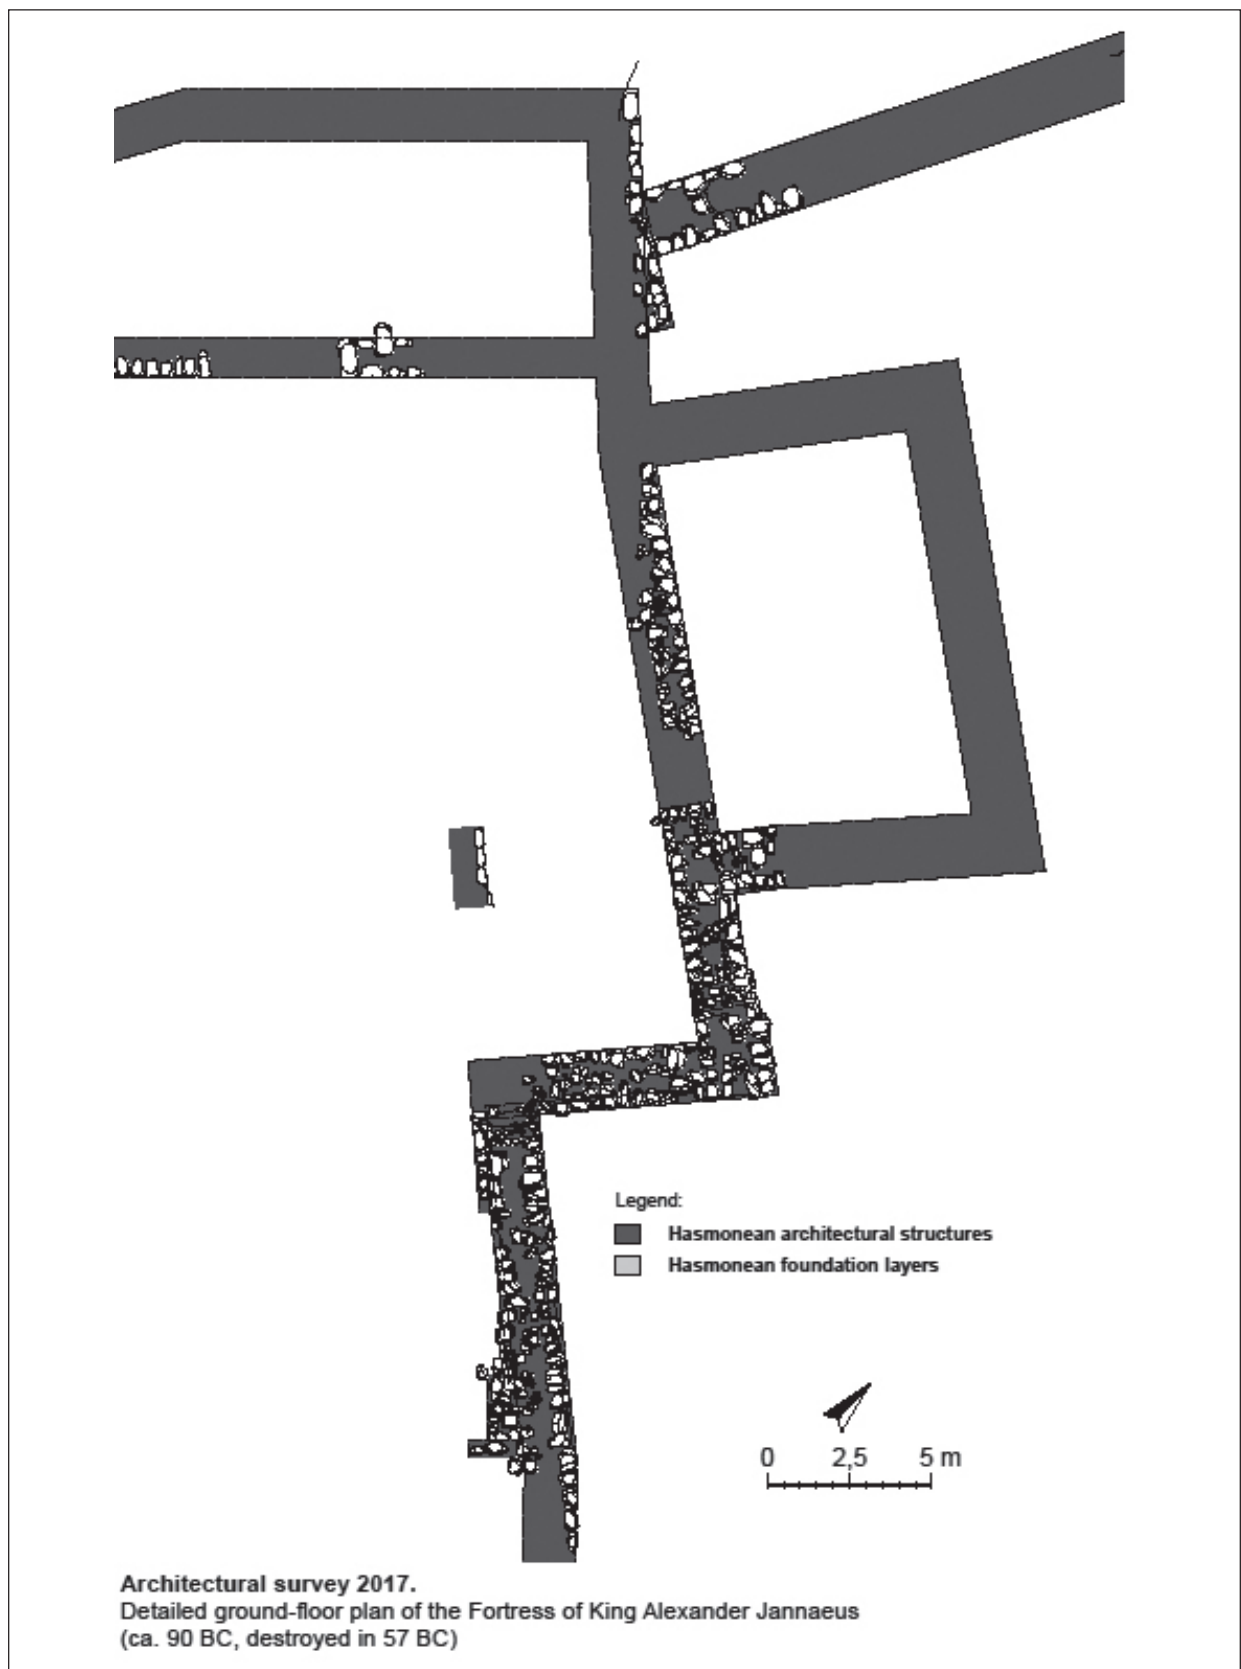 Legend:
Hasmonean architectural structures
Hasmonean foundation layers
0 2,5 5 m
Architectural survey 2017.
Detailed ground-floor plan of the Fortress of King Alexander Jannaeus
(ca. 90 BC, destroyed in 57 BC)